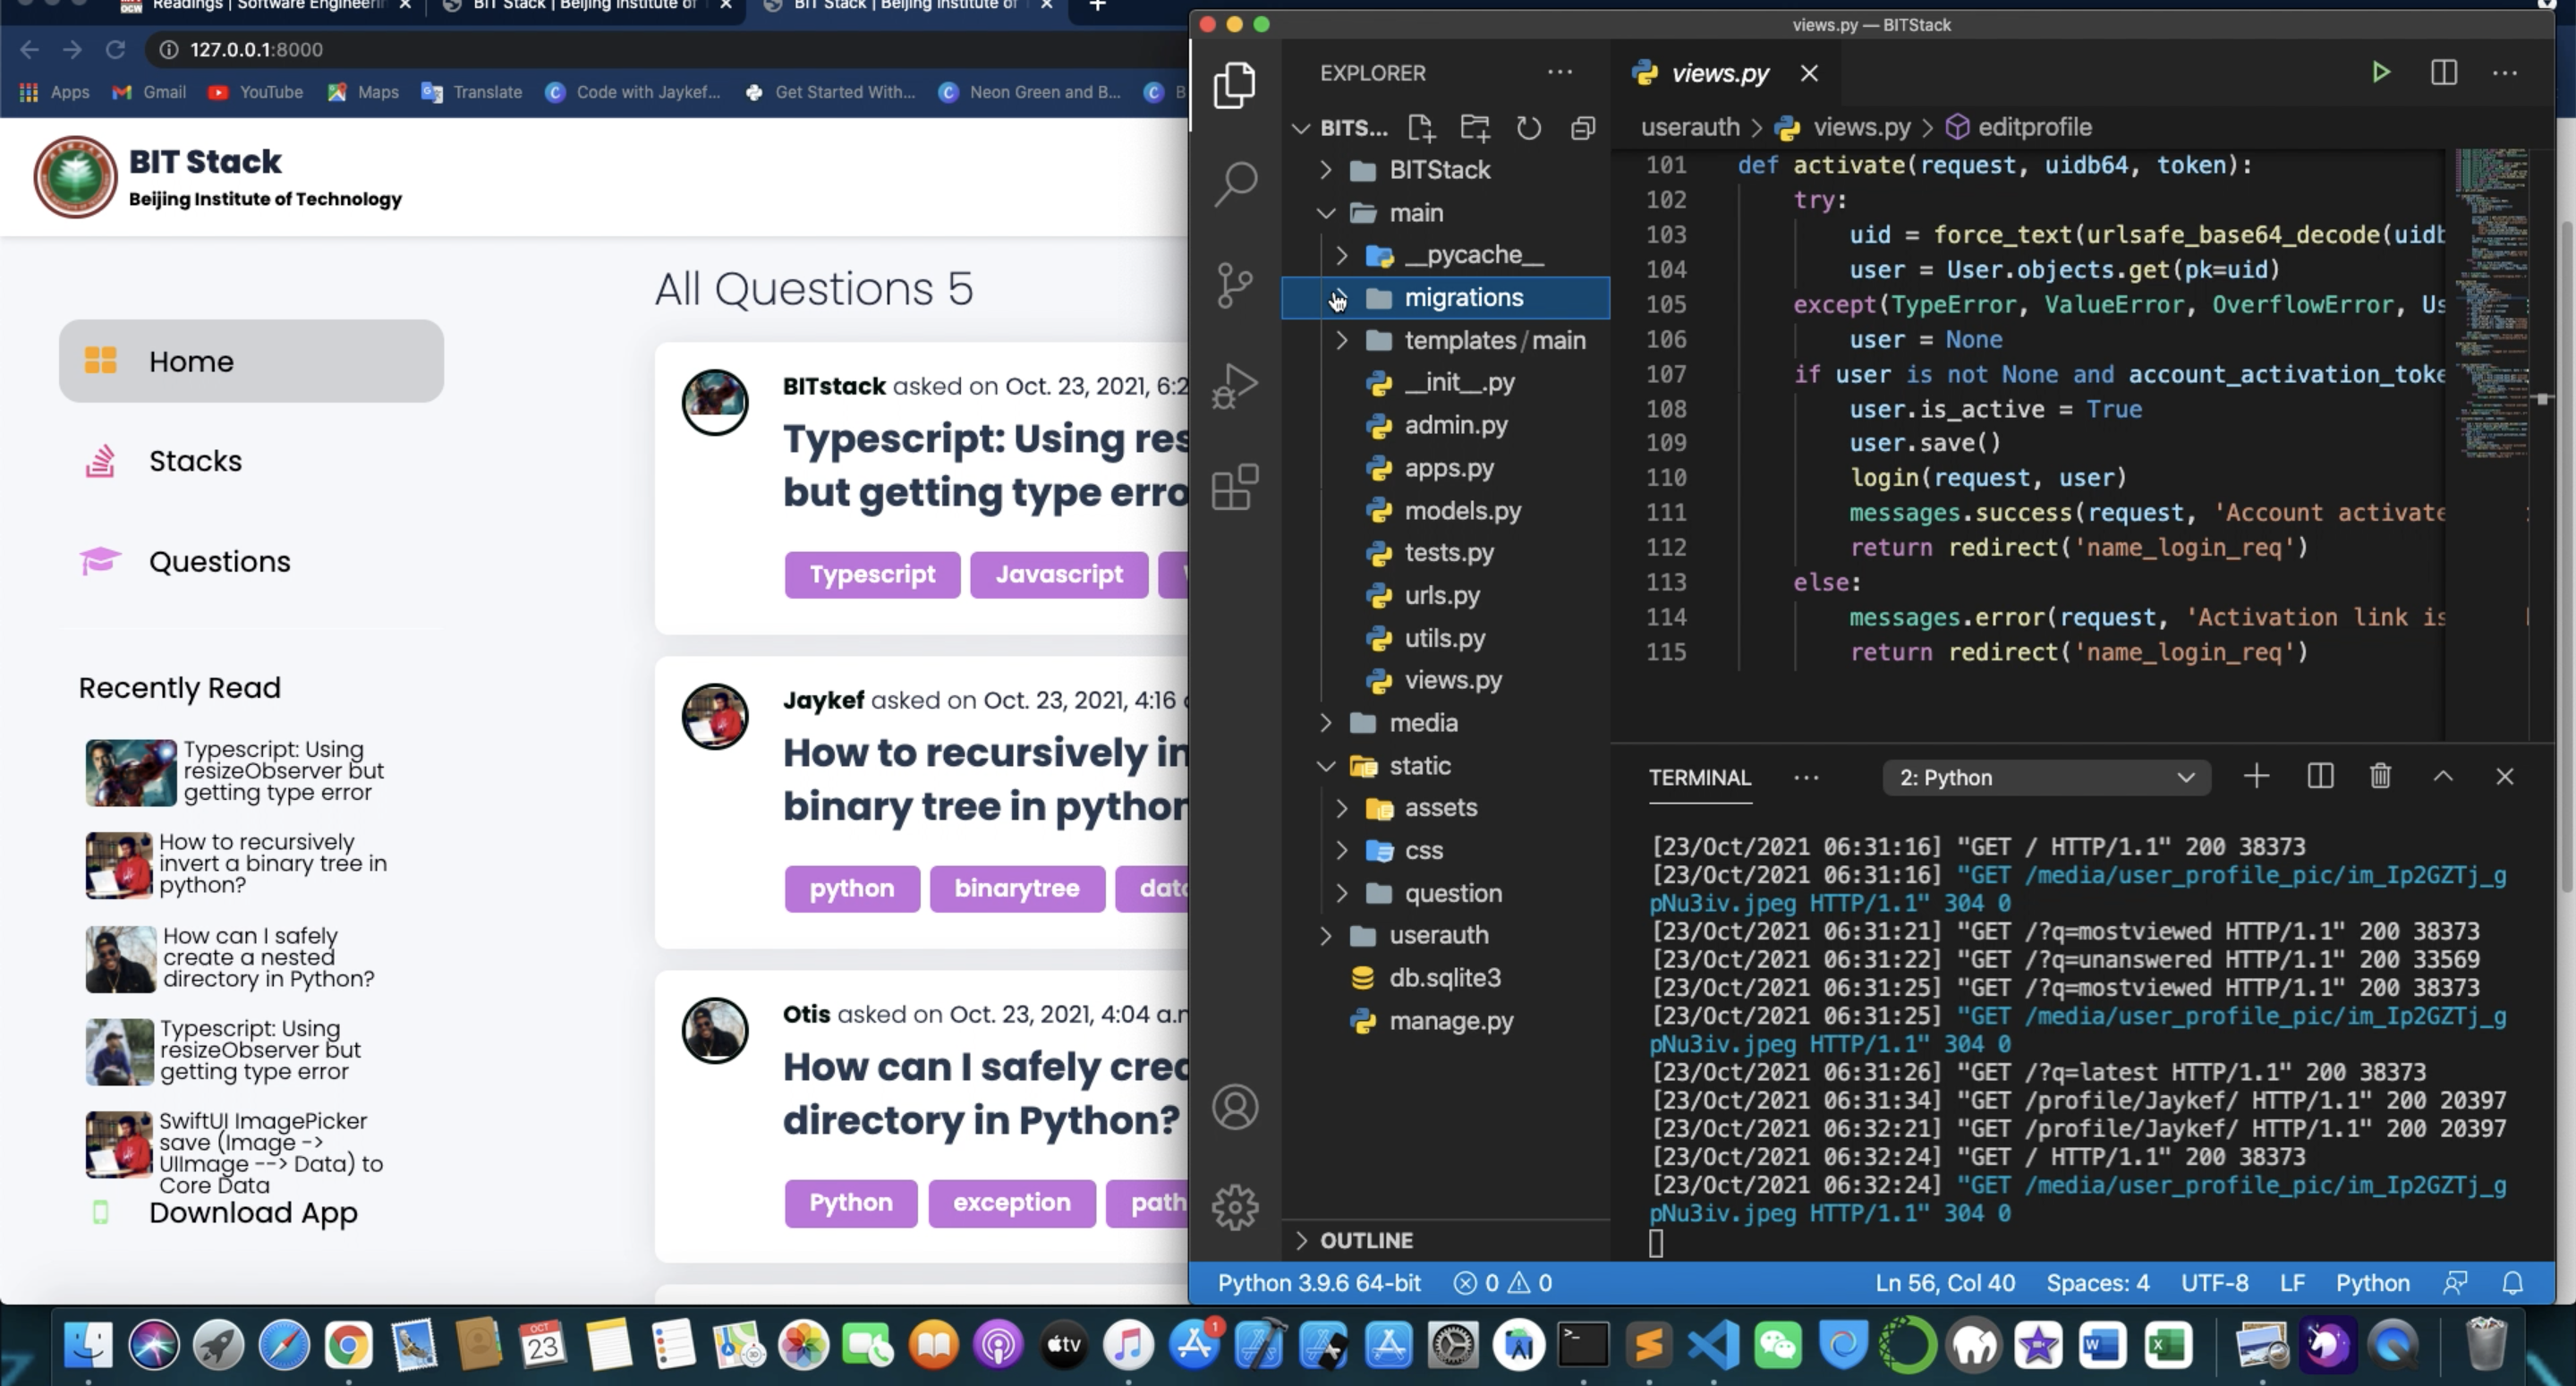 Readings | Software Engineerin
BIT Stack | Beijing Institute of
BIT Stack | Beijing Institute of
127.0.0.1:8000
Apps
Gmail
YouTube
Maps
Translate
Code with Jaykef...
Get Started With...
Neon Green and B...
B
BIT Stack
Beijing Institute of Technology
Home
Stacks
Questions
Recently Read
Typescript: Using
resizeObserver but
getting type error
How to recursively
invert a binary tree in
python?
How can I safely
create a nested
directory in Python?
Typescript: Using
resizeObserver but
getting type error
SwiftUI ImagePicker
save (Image ->
UIImage --> Data) to
Core Data
Download App
All Questions 5
BITstack asked on Oct. 23, 2021, 6:2
Typescript: Using res
but getting type erro
Typescript
Javascript
Jaykef asked on Oct. 23, 2021, 4:16
How to recursively in
binary tree in python
python
binarytree
data
Otis asked on Oct. 23, 2021, 4:04 a.m
How can I safely crea
directory in Python?
Python
exception
path
views.py — BITStack
EXPLORER
BITS...
BITStack
main
__pycache__
migrations
templates/main
__init__.py
admin.py
apps.py
models.py
tests.py
urls.py
utils.py
views.py
media
static
assets
css
question
userauth
db.sqlite3
manage.py
OUTLINE
views.py
userauth > views.py > editprofile
101 def activate(request, uidb64, token):
102 try:
103 uid = force_text(urlsafe_base64_decode(uidb
104 user = User.objects.get(pk=uid)
105 except(TypeError, ValueError, OverflowError, Us
106 user = None
107 if user is not None and account_activation_toke
108 user.is_active = True
109 user.save()
110 login(request, user)
111 messages.success(request, 'Account activate
112 return redirect('name_login_req')
113 else:
114 messages.error(request, 'Activation link is
115 return redirect('name_login_req')
TERMINAL
2: Python
[23/Oct/2021 06:31:16] "GET / HTTP/1.1" 200 38373
[23/Oct/2021 06:31:16] "GET /media/user_profile_pic/im_Ip2GZTj_g
pNu3iv.jpeg HTTP/1.1" 304 0
[23/Oct/2021 06:31:21] "GET /?q=mostviewed HTTP/1.1" 200 38373
[23/Oct/2021 06:31:22] "GET /?q=unanswered HTTP/1.1" 200 33569
[23/Oct/2021 06:31:25] "GET /?q=mostviewed HTTP/1.1" 200 38373
[23/Oct/2021 06:31:25] "GET /media/user_profile_pic/im_Ip2GZTj_g
pNu3iv.jpeg HTTP/1.1" 304 0
[23/Oct/2021 06:31:26] "GET /?q=latest HTTP/1.1" 200 38373
[23/Oct/2021 06:31:34] "GET /profile/Jaykef/ HTTP/1.1" 200 20397
[23/Oct/2021 06:32:21] "GET /profile/Jaykef/ HTTP/1.1" 200 20397
[23/Oct/2021 06:32:24] "GET / HTTP/1.1" 200 38373
[23/Oct/2021 06:32:24] "GET /media/user_profile_pic/im_Ip2GZTj_g
pNu3iv.jpeg HTTP/1.1" 304 0
Python 3.9.6 64-bit
0
0
Ln 56, Col 40
Spaces: 4
UTF-8
LF
Python
OCT
23
tv
1